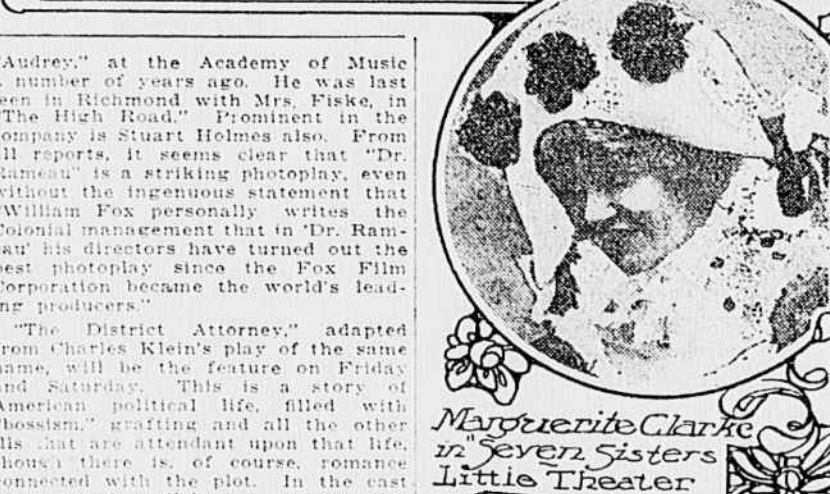 "Audrey," at the Academy of Music
number of years ago. He was last
een in Richmond with Mrs. Fiske, in
"The High Road." Prominent in the
ompany is Stuart Holmes also. From
ll reports, it seems clear that "Dr.
Rameau" is a striking photoplay, even
without the ingenuous statement that
"William Fox personally writes the
Colonial management that in 'Dr. Ram-
eau' his directors have turned out the
best photoplay since the Fox Film
Corporation became the world's lead-
ng producers."
"The District Attorney," adapted
from Charles Klein's play of the same
name, will be the feature on Friday
and Saturday. This is a story of
American political life, filled with
"bossism," grafting and all the other
ills that are attendant upon that life,
though there is, of course, romance
connected with the plot. In the cast
Marguerite Clarke
in "Seven Sisters
Little Theater